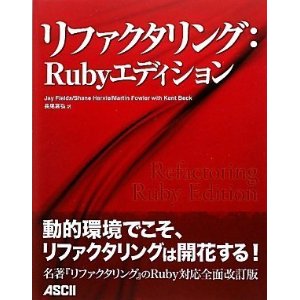 リファクタリング:
Rubyエディション
Jay Fields/Shane Harvie/Martin Fowler with Kent Beck
長尾高弘 訳
Refactoring
Ruby Edition
動的環境でこそ、
リファクタリングは開花する!
名著『リファクタリング』のRuby対応全面改訂版
ASCII